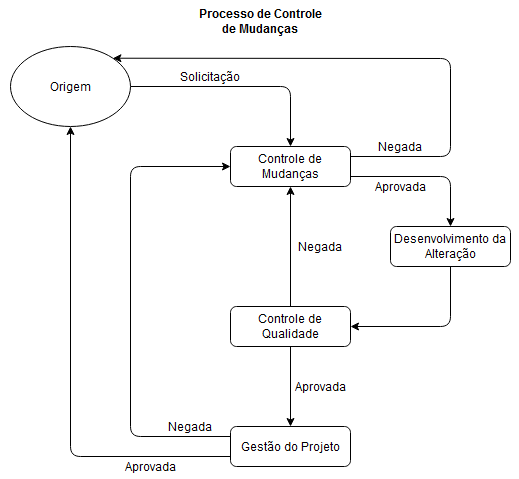 Processo de Controle
de Mudanças
Origem
Solicitação
Controle de
Mudanças
Negada
Aprovada
Desenvolvimento da
Alteração
Negada
Controle de
Qualidade
Aprovada
Negada
Gestão do Projeto
Aprovada